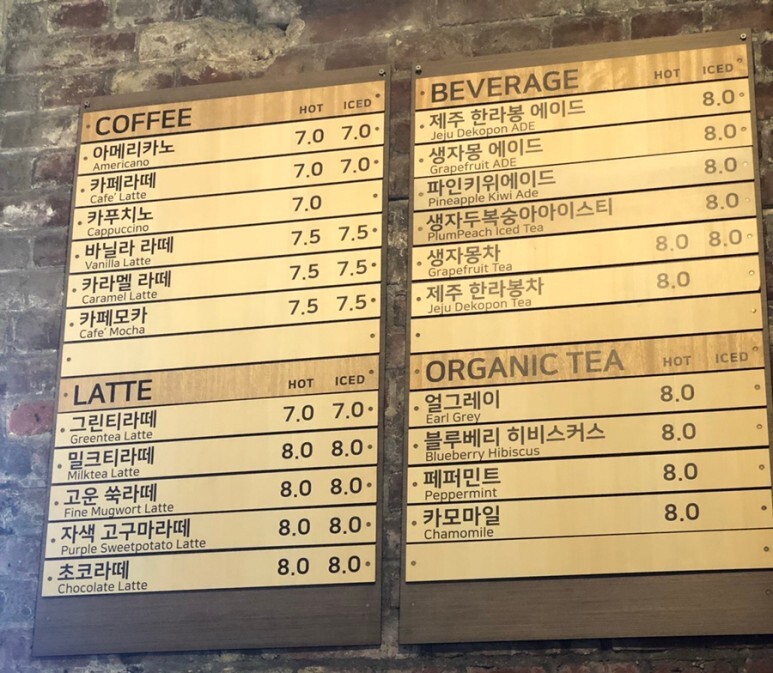 COFFEE HOT ICED
아메리카노 7.0 7.0
Americano
카페라떼 7.0 7.0
Cafe' Latte
카푸치노 7.0
Cappuccino
바닐라 라떼 7.5 7.5
Vanilla Latte
카라멜 라떼 7.5 7.5
Caramel Latte
카페모카 7.5 7.5
Cafe' Mocha
LATTE HOT ICED
그린티라떼 7.0 7.0
Greentea Latte
밀크티라떼 8.0 8.0
Milktea Latte
고운 쑥라떼 8.0 8.0
Fine Mugwort Latte
자색 고구마라떼 8.0 8.0
Purple Sweetpotato Latte
초코라떼 8.0 8.0
Chocolate Latte
BEVERAGE HOT ICED
제주 한라봉 에이드 8.0
Jeju Dekopon ADE
생자몽 에이드 8.0
Grapefruit ADE
파인키위에이드 8.0
Pineapple Kiwi Ade
생자두복숭아아이스티 8.0
PlumPeach Iced Tea
생자몽차 8.0 8.0
Grapefruit Tea
제주 한라봉차 8.0
Jeju Dekopon Tea
ORGANIC TEA HOT ICED
얼그레이 8.0
Earl Grey
블루베리 히비스커스 8.0
Blueberry Hibiscus
페퍼민트 8.0
Peppermint
카모마일 8.0
Chamomile